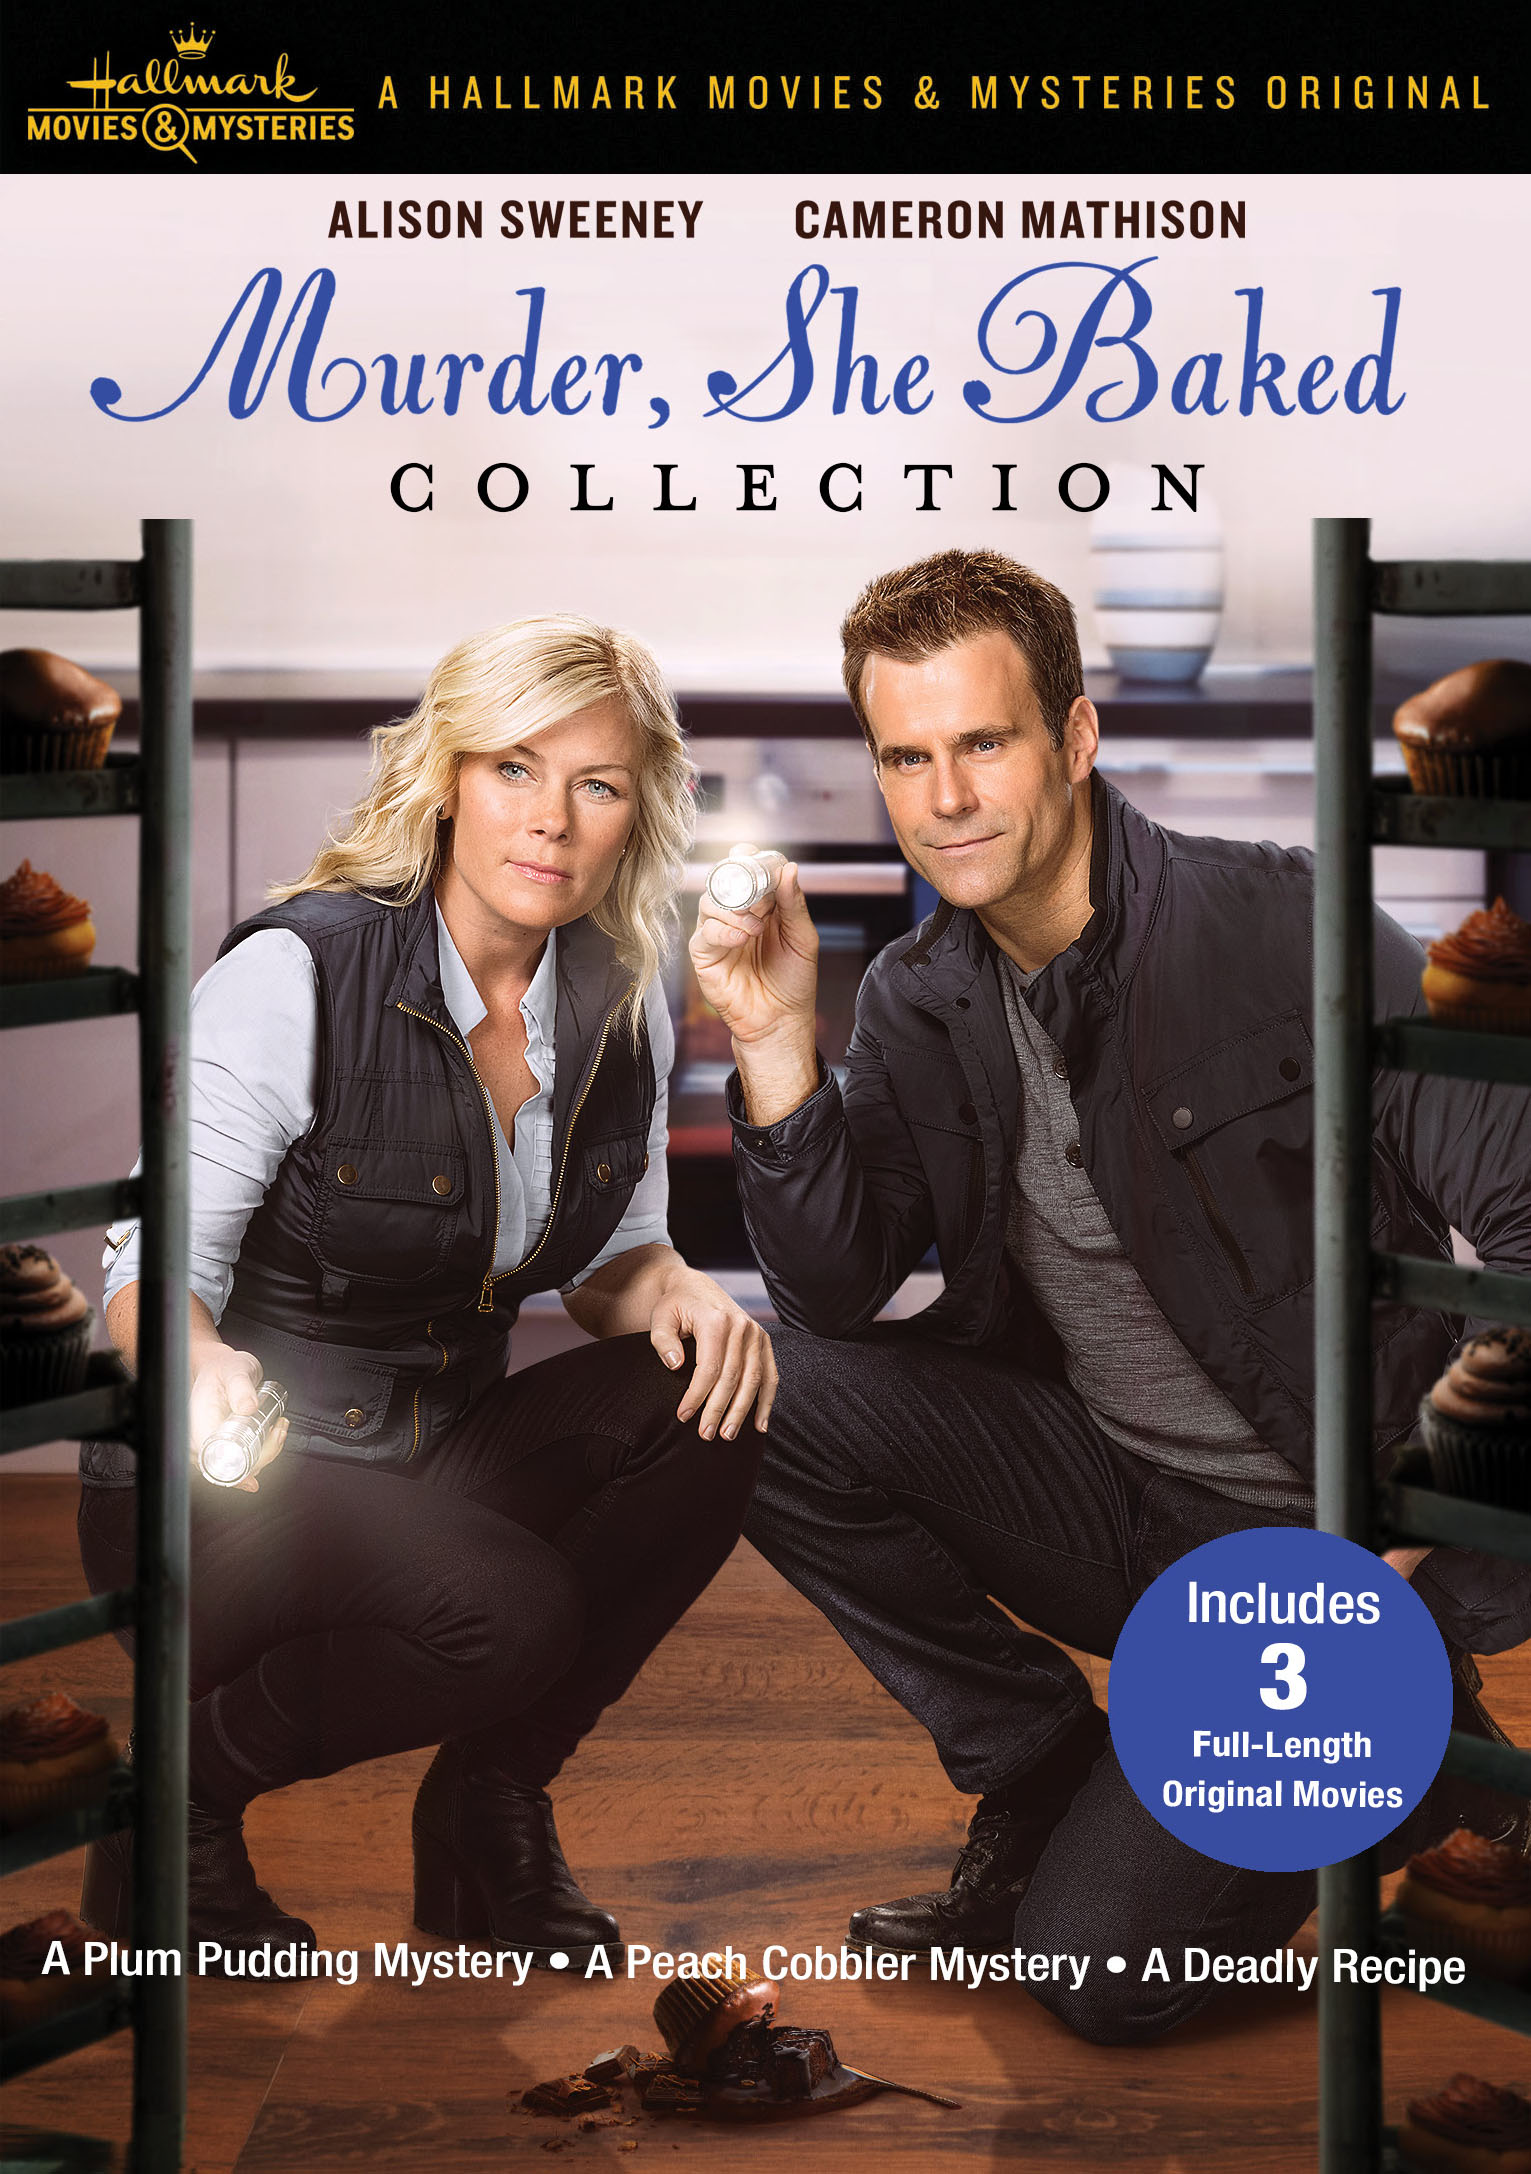 Hallmark
MOVIES & MYSTERIES
A HALLMARK MOVIES & MYSTERIES ORIGINAL
ALISON SWEENEY CAMERON MATHISON
Murder, She Baked
COLLECTION
Includes
3
Full-Length
Original Movies
A Plum Pudding Mystery • A Peach Cobbler Mystery • A Deadly Recipe